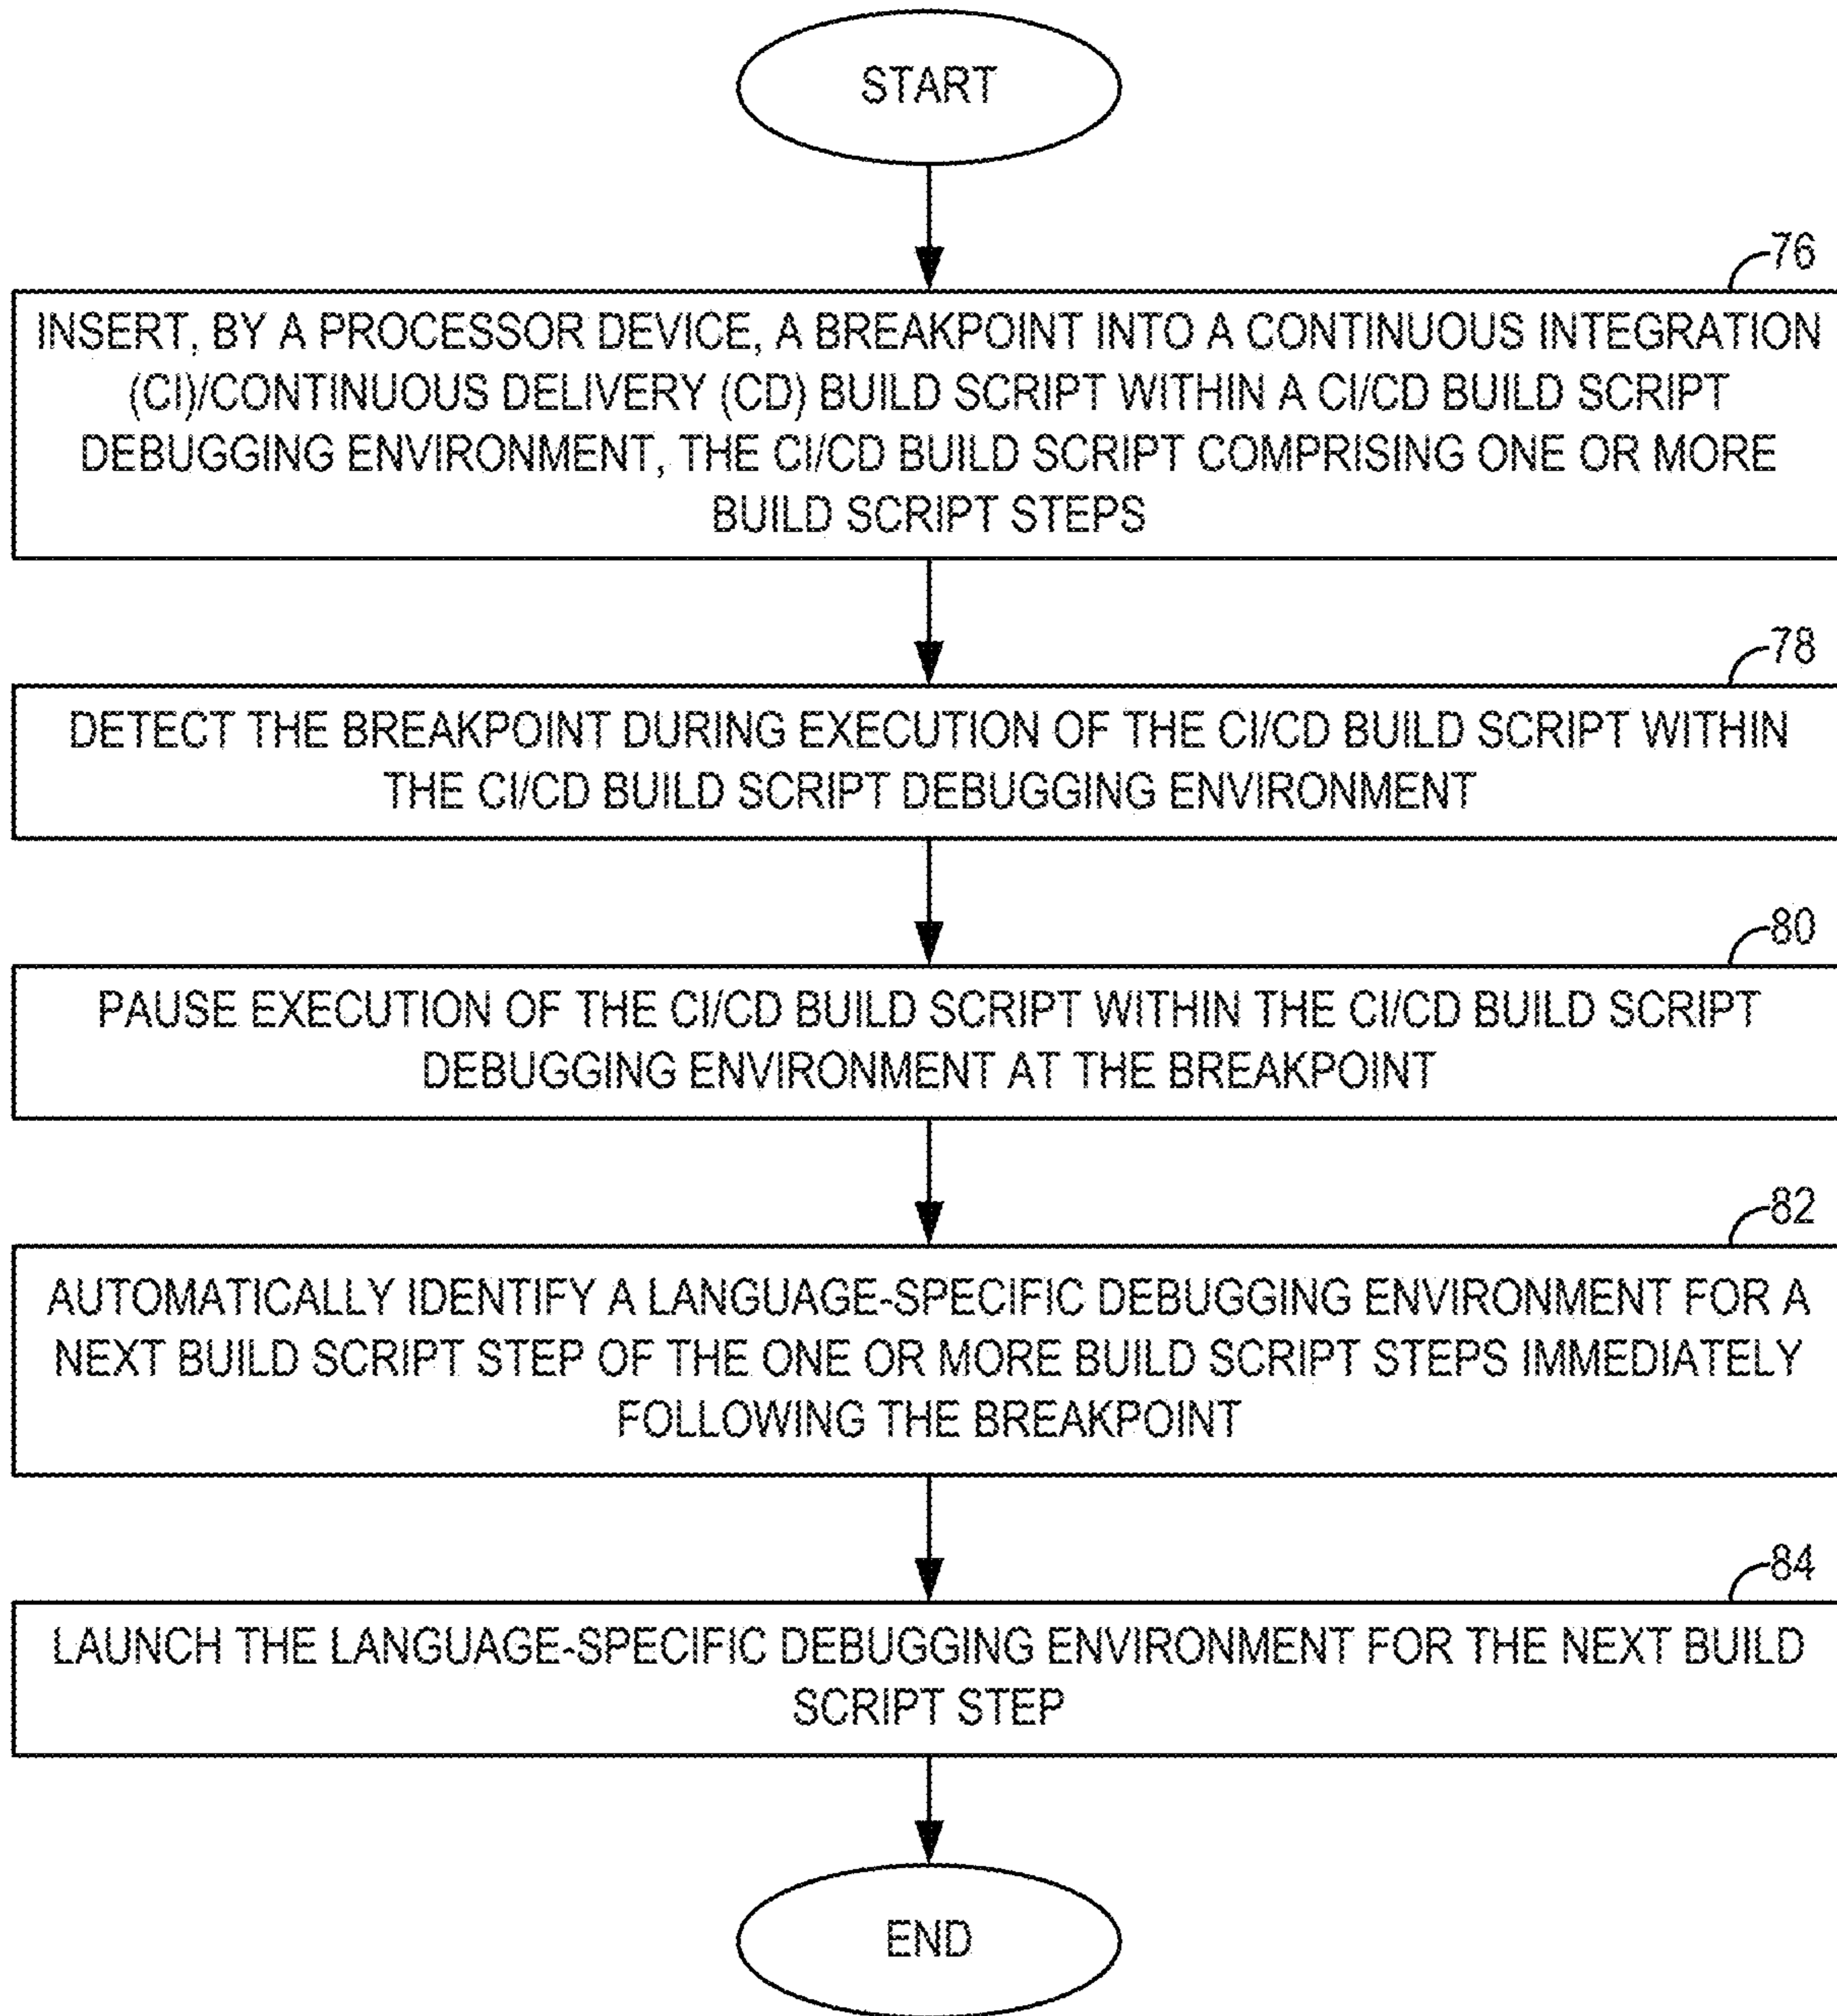 START
76
INSERT, BY A PROCESSOR DEVICE, A BREAKPOINT INTO A CONTINUOUS INTEGRATION
(CI)/CONTINUOUS DELIVERY (CD) BUILD SCRIPT WITHIN A CI/CD BUILD SCRIPT
DEBUGGING ENVIRONMENT, THE CI/CD BUILD SCRIPT COMPRISING ONE OR MORE
BUILD SCRIPT STEPS
78
DETECT THE BREAKPOINT DURING EXECUTION OF THE CI/CD BUILD SCRIPT WITHIN
THE CI/CD BUILD SCRIPT DEBUGGING ENVIRONMENT
80
PAUSE EXECUTION OF THE CI/CD BUILD SCRIPT WITHIN THE CI/CD BUILD SCRIPT
DEBUGGING ENVIRONMENT AT THE BREAKPOINT
82
AUTOMATICALLY IDENTIFY A LANGUAGE-SPECIFIC DEBUGGING ENVIRONMENT FOR A
NEXT BUILD SCRIPT STEP OF THE ONE OR MORE BUILD SCRIPT STEPS IMMEDIATELY
FOLLOWING THE BREAKPOINT
84
LAUNCH THE LANGUAGE-SPECIFIC DEBUGGING ENVIRONMENT FOR THE NEXT BUILD
SCRIPT STEP
END